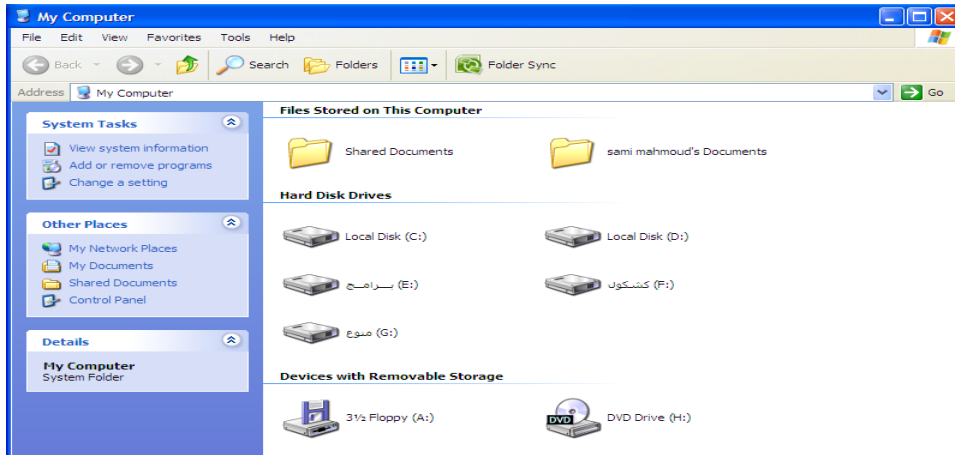 My Computer
File Edit View Favorites Tools Help
Back Search Folders Folder Sync
Address My Computer Go
System Tasks
View system information
Add or remove programs
Change a setting
Other Places
My Network Places
My Documents
Shared Documents
Control Panel
Details
My Computer
System Folder
Files Stored on This Computer
Shared Documents sami mahmoud's Documents
Hard Disk Drives
Local Disk (C:) Local Disk (D:)
بـــرامــج (E:) كشكول (F:)
منوع (G:)
Devices with Removable Storage
3½ Floppy (A:) DVD Drive (H:)
DVD